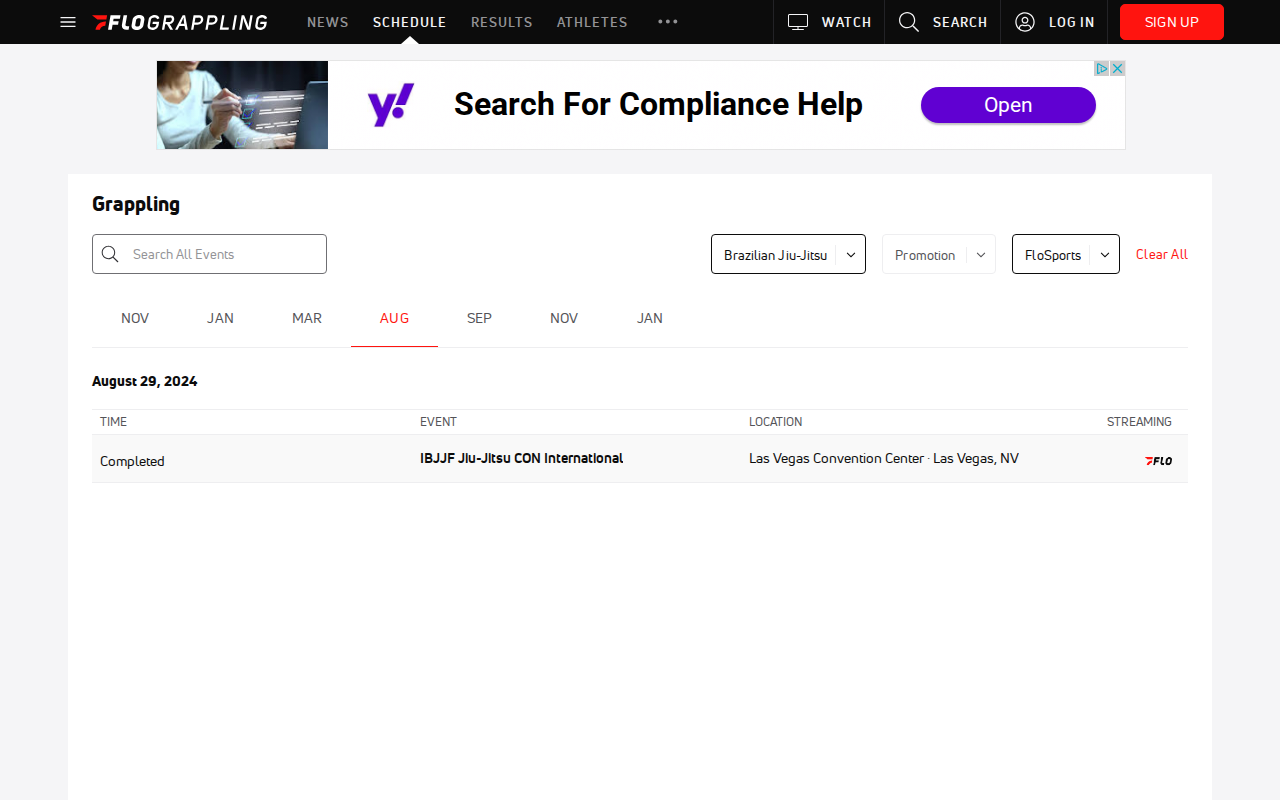 FLOGRAPPLING NEWS SCHEDULE RESULTS ATHLETES WATCH SEARCH LOG IN SIGN UP
Search For Compliance Help Open
Grappling
Search All Events Brazilian Jiu-Jitsu Promotion FloSports Clear All
NOV JAN MAR AUG SEP NOV JAN
August 29, 2024
TIME EVENT LOCATION STREAMING
Completed IBJJF Jiu-Jitsu CON International Las Vegas Convention Center · Las Vegas, NV FLO